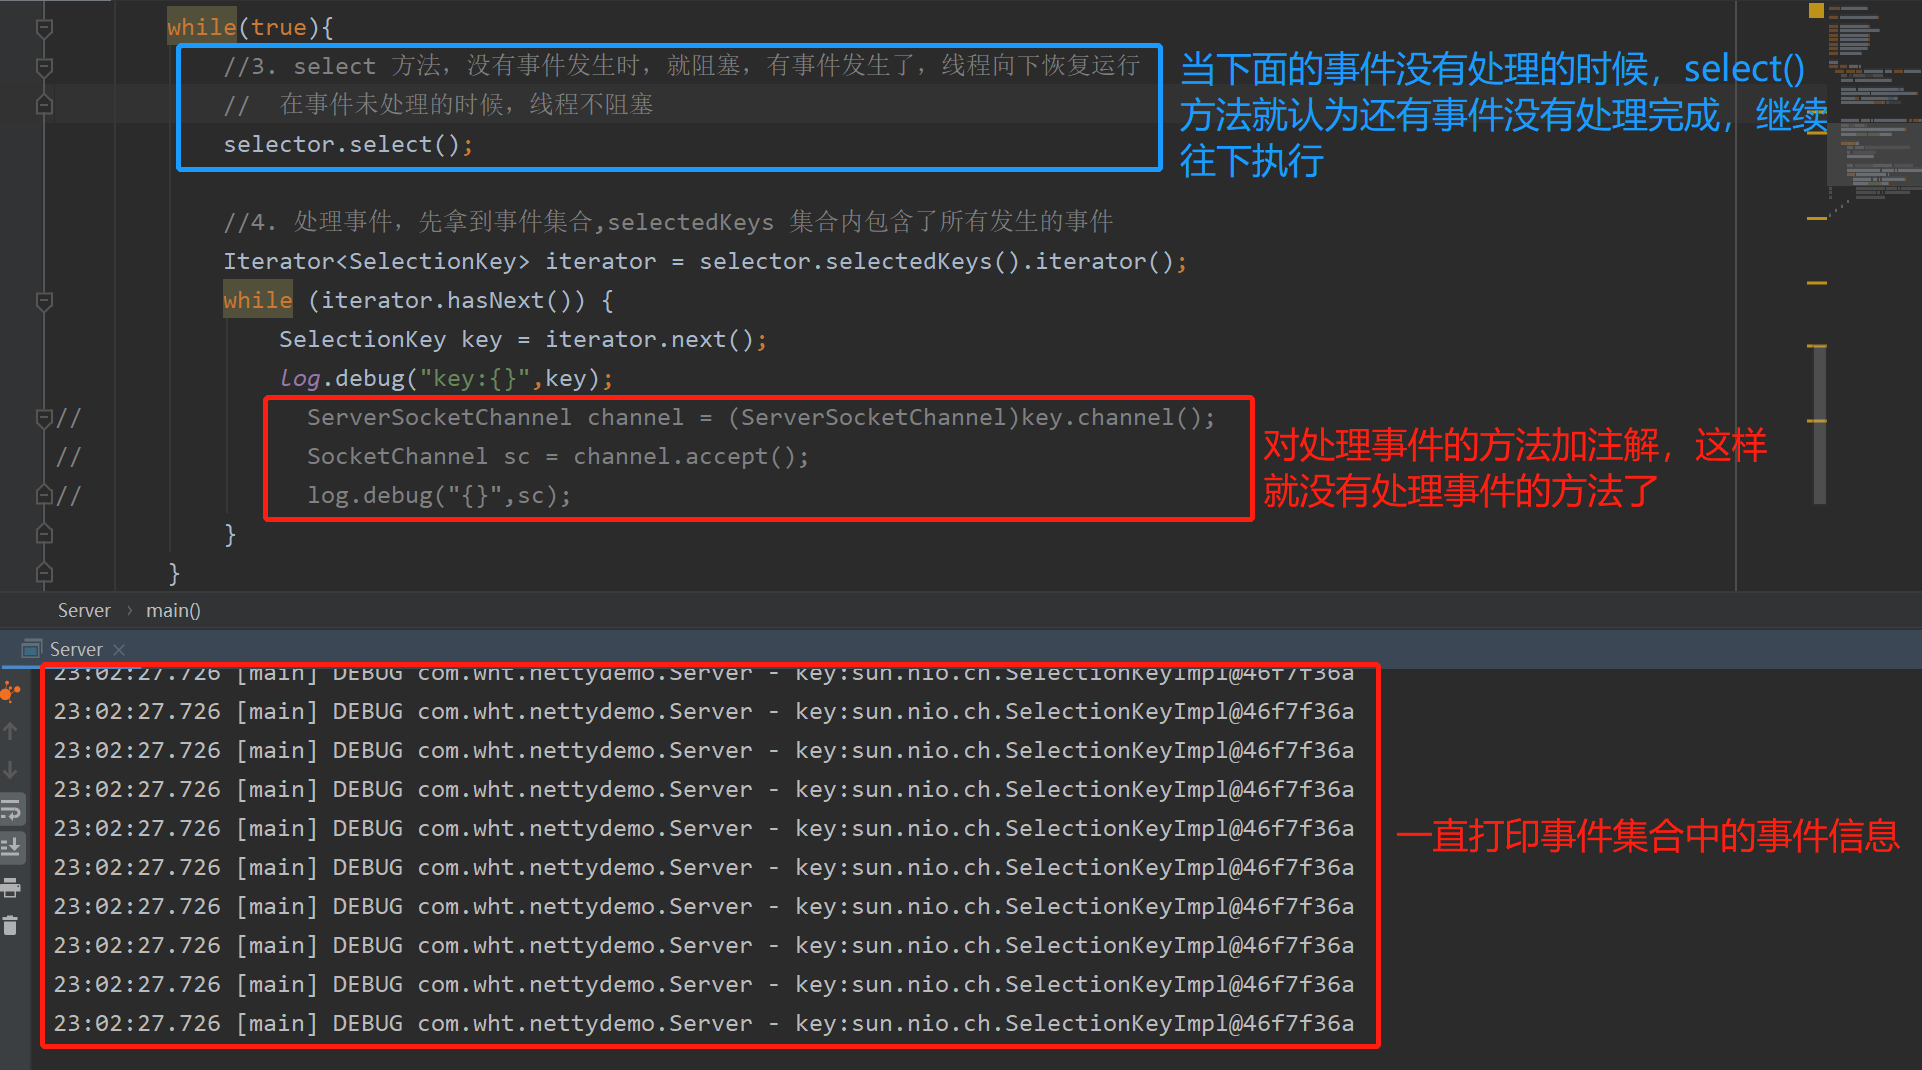 while(true){
//3. select 方法，没有事件发生时，就阻塞，有事件发生了，线程向下恢复运行
//  在事件未处理的时候，线程不阻塞
selector.select();
当下面的事件没有处理的时候，select()
方法就认为还有事件没有处理完成，继续
往下执行
//4. 处理事件，先拿到事件集合,selectedKeys 集合内包含了所有发生的事件
Iterator<SelectionKey> iterator = selector.selectedKeys().iterator();
while (iterator.hasNext()) {
SelectionKey key = iterator.next();
log.debug("key:{}",key);
// ServerSocketChannel channel = (ServerSocketChannel)key.channel();
// SocketChannel sc = channel.accept();
// log.debug("{}",sc);
对处理事件的方法加注解，这样
就没有处理事件的方法了
}
}
Server › main()
Server ×
23:02:27.726 [main] DEBUG com.wht.nettydemo.Server - key:sun.nio.ch.SelectionKeyImpl@46f7f36a
23:02:27.726 [main] DEBUG com.wht.nettydemo.Server - key:sun.nio.ch.SelectionKeyImpl@46f7f36a
23:02:27.726 [main] DEBUG com.wht.nettydemo.Server - key:sun.nio.ch.SelectionKeyImpl@46f7f36a
23:02:27.726 [main] DEBUG com.wht.nettydemo.Server - key:sun.nio.ch.SelectionKeyImpl@46f7f36a
23:02:27.726 [main] DEBUG com.wht.nettydemo.Server - key:sun.nio.ch.SelectionKeyImpl@46f7f36a
23:02:27.726 [main] DEBUG com.wht.nettydemo.Server - key:sun.nio.ch.SelectionKeyImpl@46f7f36a
23:02:27.726 [main] DEBUG com.wht.nettydemo.Server - key:sun.nio.ch.SelectionKeyImpl@46f7f36a
23:02:27.726 [main] DEBUG com.wht.nettydemo.Server - key:sun.nio.ch.SelectionKeyImpl@46f7f36a
23:02:27.726 [main] DEBUG com.wht.nettydemo.Server - key:sun.nio.ch.SelectionKeyImpl@46f7f36a
23:02:27.726 [main] DEBUG com.wht.nettydemo.Server - key:sun.nio.ch.SelectionKeyImpl@46f7f36a
一直打印事件集合中的事件信息